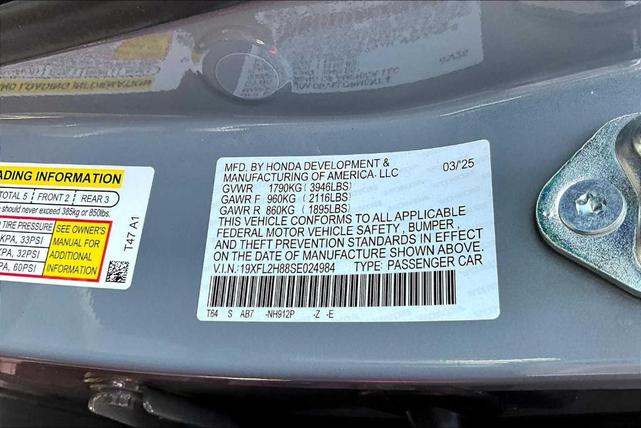 ADING INFORMATION
TOTAL 5 FRONT 2 REAR 3
should never exceed 385kg or 850lbs.
TIRE PRESSURE
KPA, 33PSI
KPA, 32PSI
PA, 60PSI
SEE OWNER'S
MANUAL FOR
ADDITIONAL
INFORMATION
T47 A1
MFD. BY HONDA DEVELOPMENT &
MANUFACTURING OF AMERICA, LLC
03/'25
GVWR 1790KG (3946LBS)
GAWR F 960KG (2116LBS)
GAWR R 860KG (1895LBS)
THIS VEHICLE CONFORMS TO ALL APPLICABLE
FEDERAL MOTOR VEHICLE SAFETY, BUMPER,
AND THEFT PREVENTION STANDARDS IN EFFECT
ON THE DATE OF MANUFACTURE SHOWN ABOVE.
V.I.N.: 19XFL2H88SE024984 TYPE: PASSENGER CAR
T64 S AB7 -NH912P -Z -E